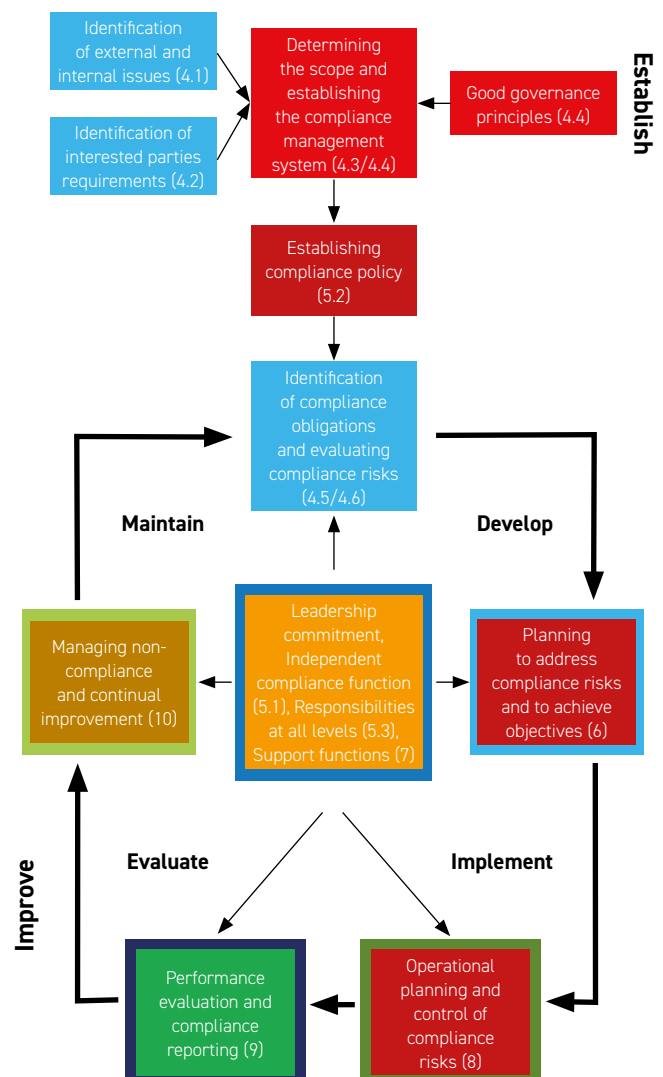 Identification
of external and
internal issues (4.1)
Identification of
interested parties
requirements (4.2)
Determining
the scope and
establishing
the compliance
management
system (4.3/4.4)
Good governance
principles (4.4)
Establish
Establishing
compliance policy
(5.2)
Identification
of compliance
obligations
and evaluating
compliance risks
(4.5/4.6)
Maintain
Develop
Managing non-
compliance
and continual
improvement (10)
Leadership
commitment,
Independent
compliance function
(5.1), Responsibilities
at all levels (5.3),
Support functions (7)
Planning
to address
compliance risks
and to achieve
objectives (6)
Improve
Evaluate
Implement
Performance
evaluation and
compliance
reporting (9)
Operational
planning and
control of
compliance
risks (8)